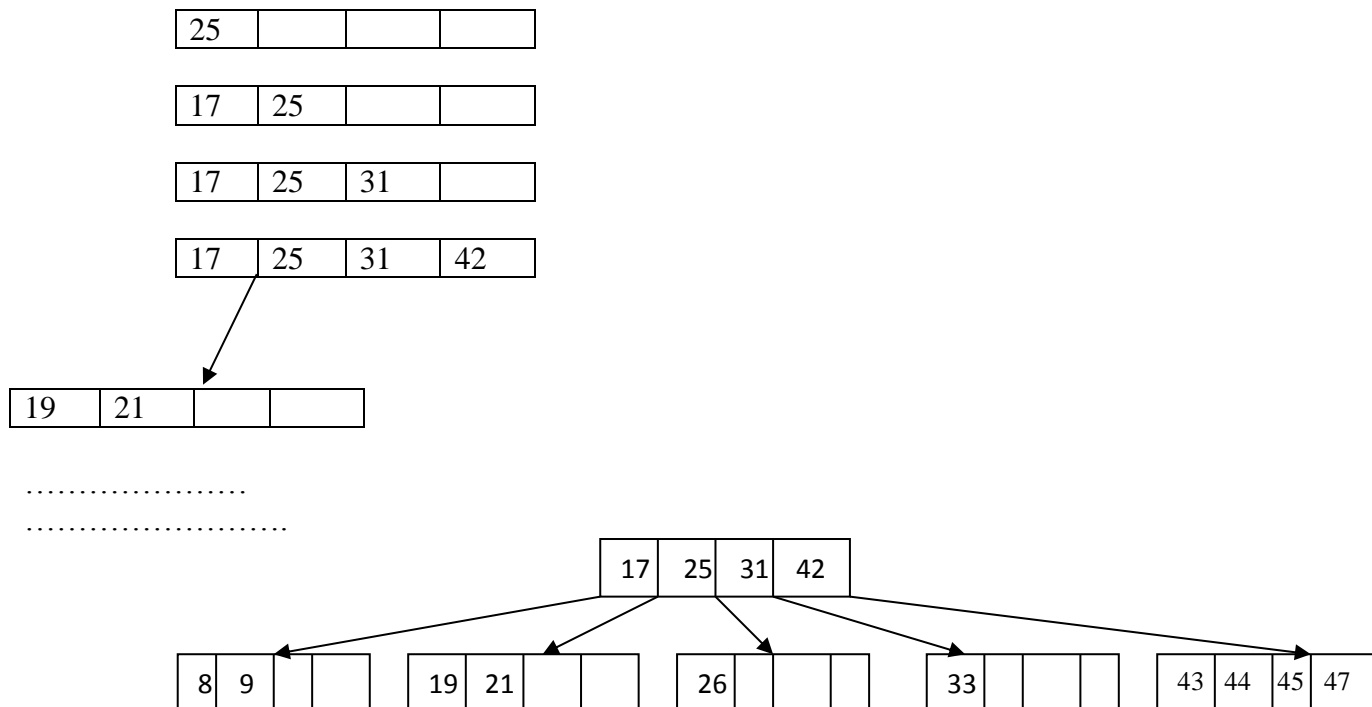 25
17 25
17 25 31
17 25 31 42
19 21
.....................
.........................
17 25 31 42
8 9 19 21 26 33 43 44 45 47